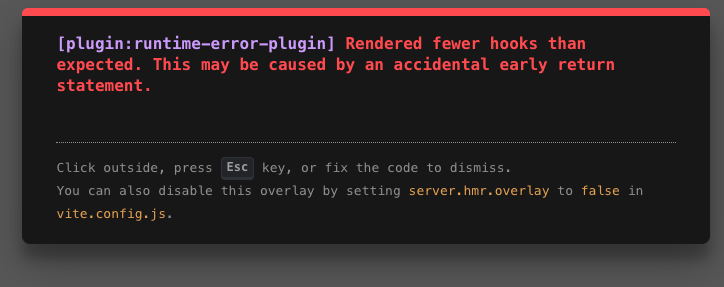 [plugin:runtime-error-plugin] Rendered fewer hooks than
expected. This may be caused by an accidental early return
statement.
Click outside, press Esc key, or fix the code to dismiss.
You can also disable this overlay by setting server.hmr.overlay to false in
vite.config.js.